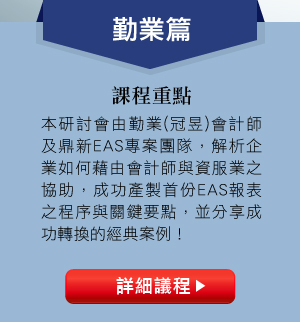 勤業篇
課程重點
本研討會由勤業(冠昱)會計師
及鼎新EAS專案團隊，解析企
業如何藉由會計師與資服業之
協助，成功產製首份EAS報表
之程序與關鍵要點，並分享成
功轉換的經典案例！
詳細議程